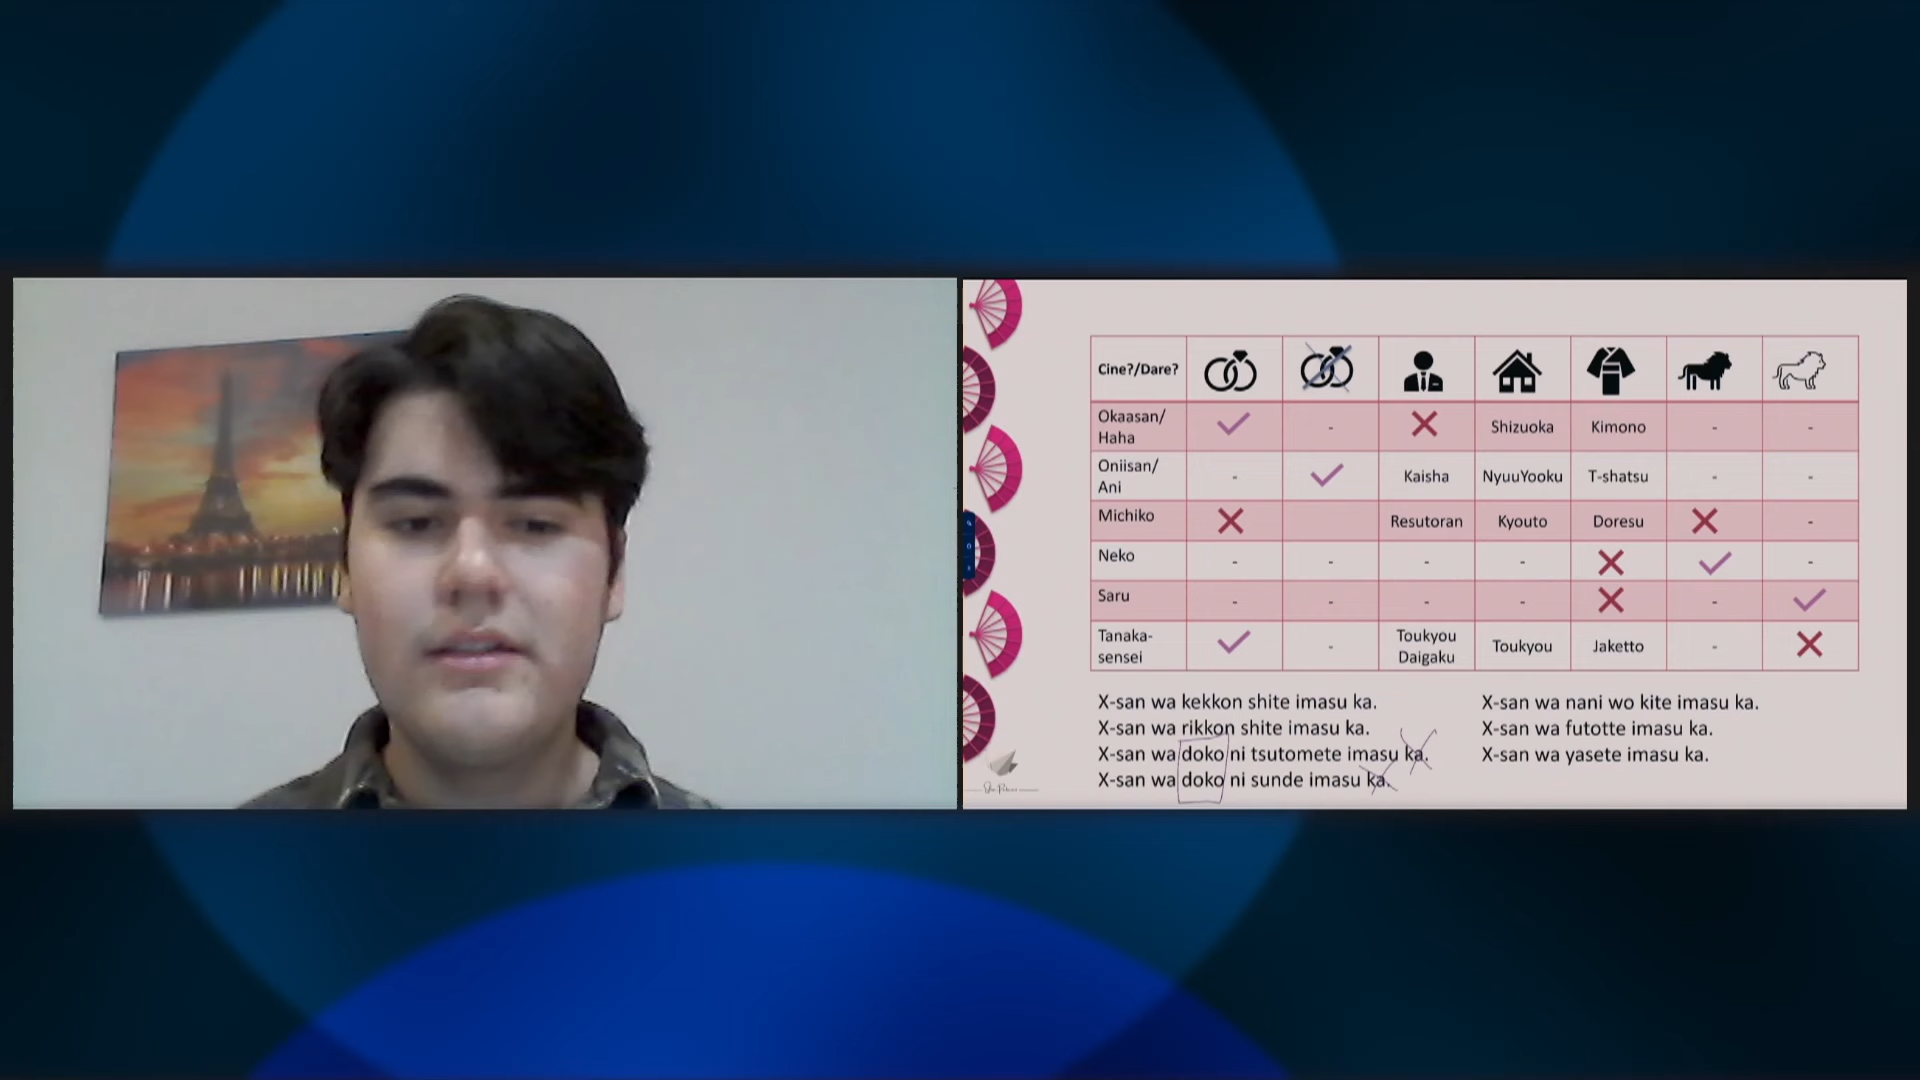 Cine?/Dare?
Okaasan/
Haha
-
Shizuoka
Kimono
-
-
Oniisan/
Ani
-
Kaisha
NyuuYooku
T-shatsu
-
-
Michiko
Resutoran
Kyouto
Doresu
-
Neko
-
-
-
-
-
Saru
-
-
-
-
-
Tanaka-
sensei
-
Toukyou
Daigaku
Toukyou
Jaketto
-
X-san wa kekkon shite imasu ka.
X-san wa rikkon shite imasu ka.
X-san wa doko ni tsutomete imasu ka.
X-san wa doko ni sunde imasu ka.
X-san wa nani wo kite imasu ka.
X-san wa futotte imasu ka.
X-san wa yasete imasu ka.